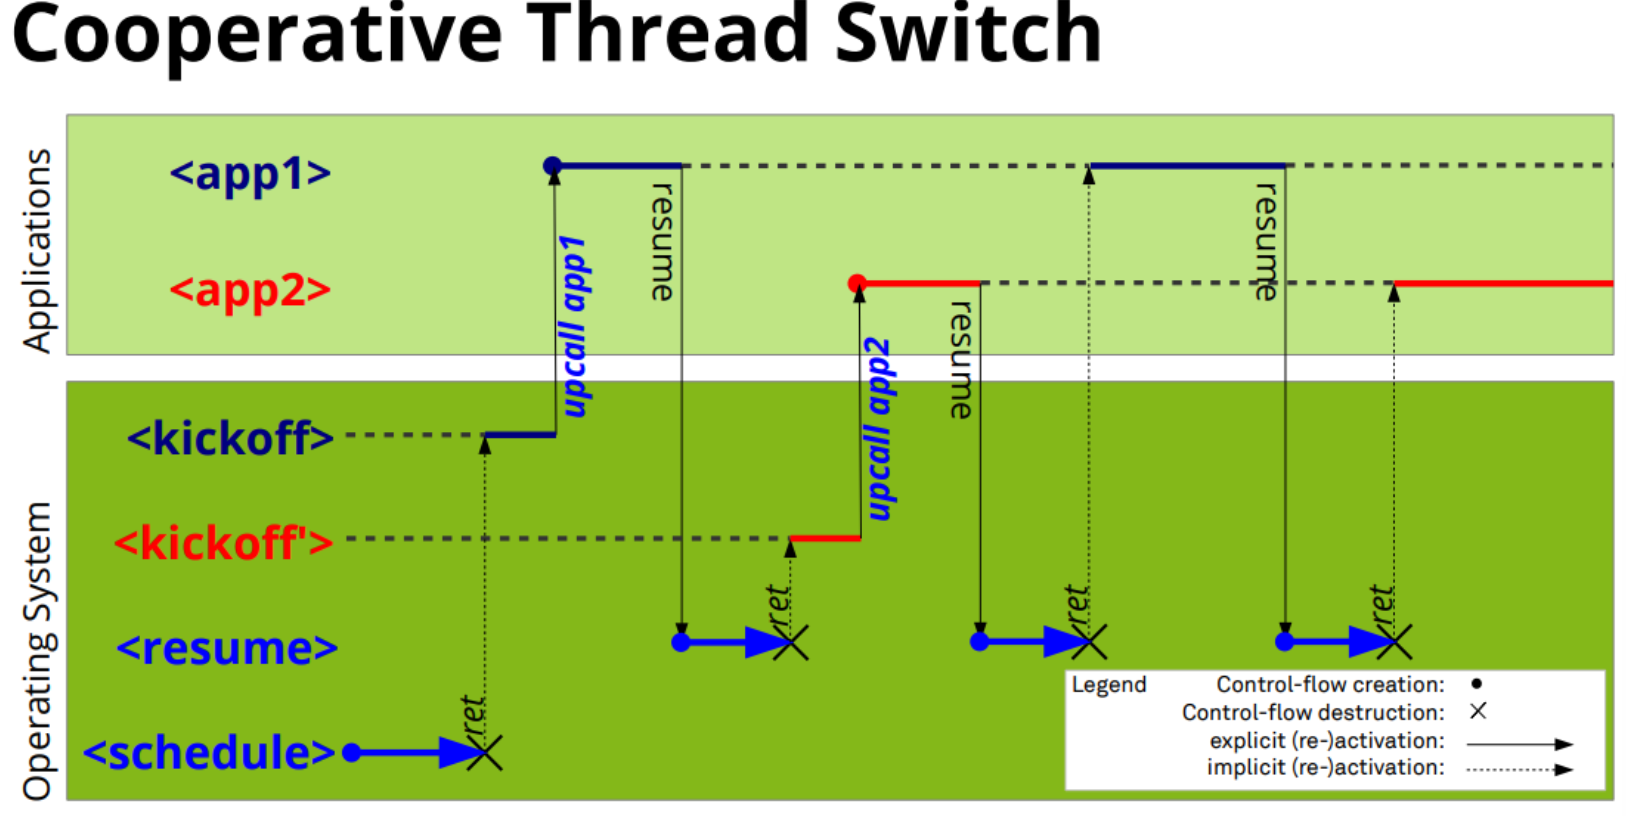 Cooperative Thread Switch
Applications
<app1>
<app2>
upcall app1
resume
upcall app2
resume
resume
Operating System
<kickoff>
<kickoff'>
<resume>
<schedule>
ret
ret
ret
ret
Legend
Control-flow creation:
Control-flow destruction:
explicit (re-)activation:
implicit (re-)activation: